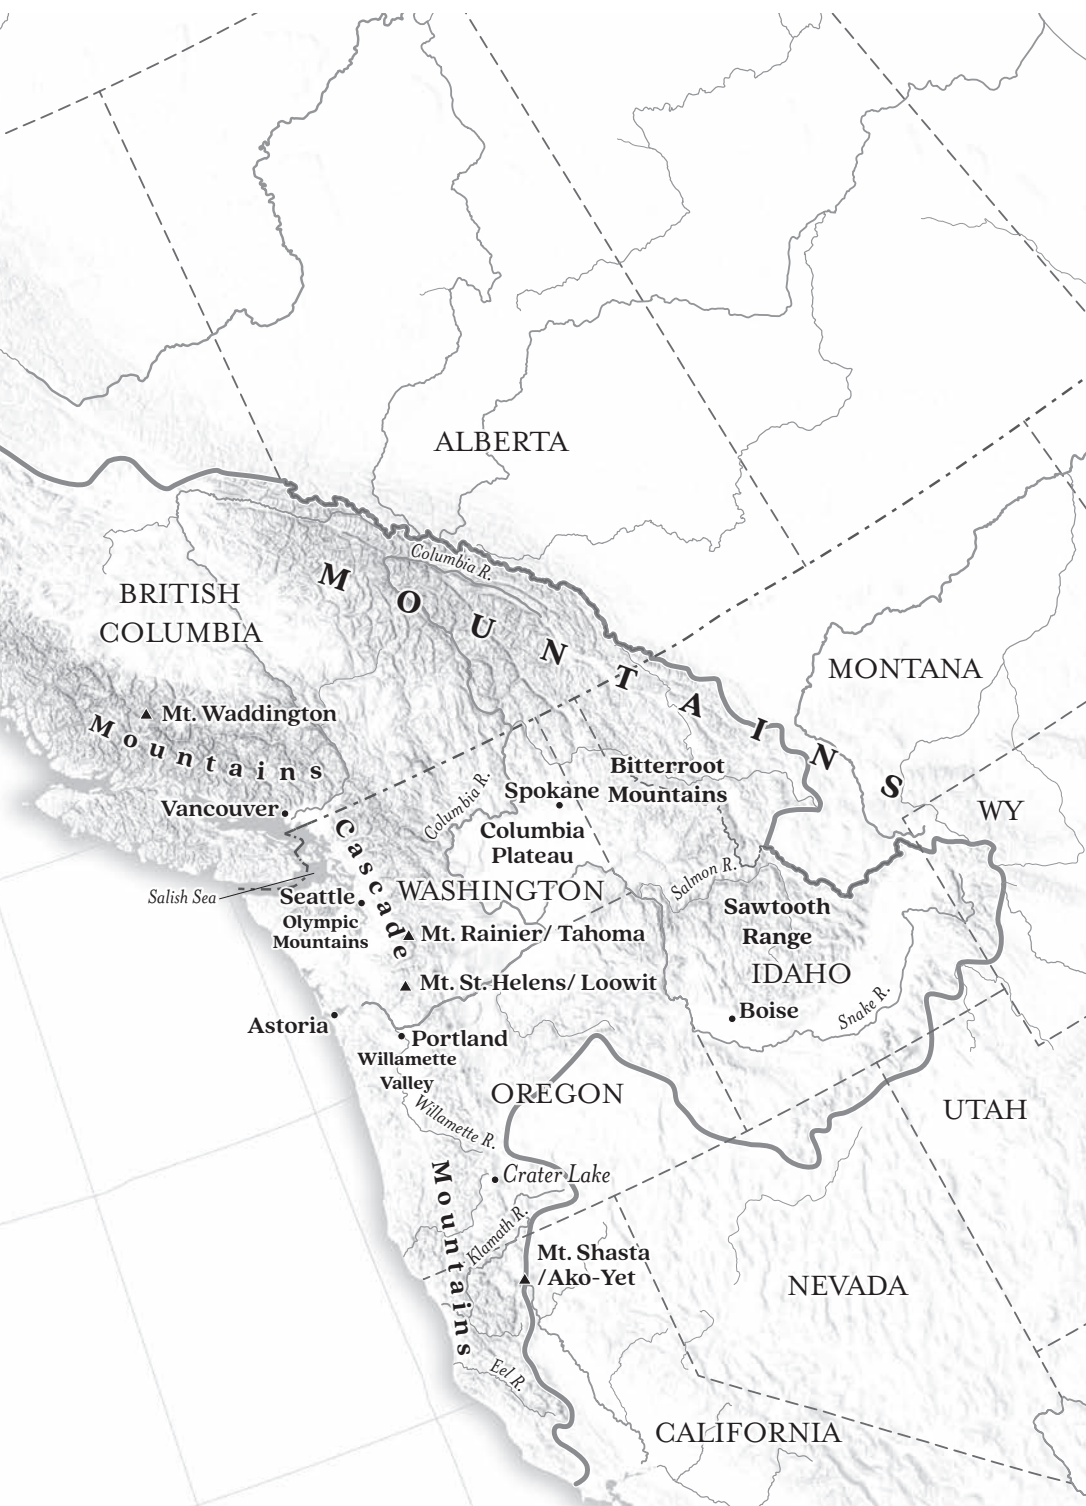 ALBERTA
Columbia R.
MOUNTAINS
BRITISH
COLUMBIA
MONTANA
Mt. Waddington
Mountains
Bitterroot
Mountains
Spokane
Columbia R.
Vancouver
WY
Columbia
Plateau
Cascade
Salmon R.
WASHINGTON
Salish Sea
Seattle
Sawtooth
Range
Olympic
Mountains
Mt. Rainier/ Tahoma
IDAHO
Mt. St. Helens/ Loowit
Snake R.
Boise
Astoria
Portland
Willamette
Valley
OREGON
UTAH
Willamette R.
Mountains
Crater Lake
Klamath R.
Mt. Shasta
/Ako-Yet
NEVADA
Eel R.
CALIFORNIA